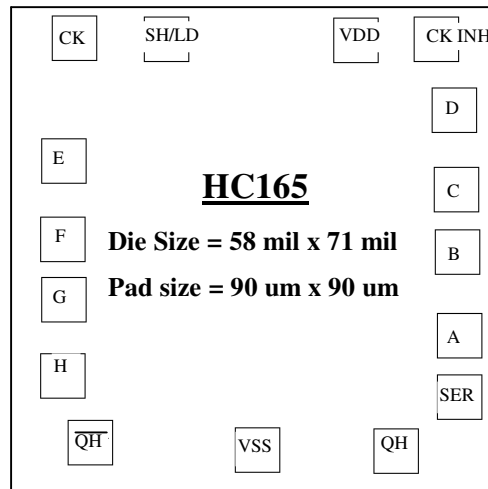 CK SH/LD VDD CK INH
D
E
HC165
C
F Die Size = 58 mil x 71 mil B
G Pad size = 90 um x 90 um
A
H
SER
Q̅H̅ VSS QH